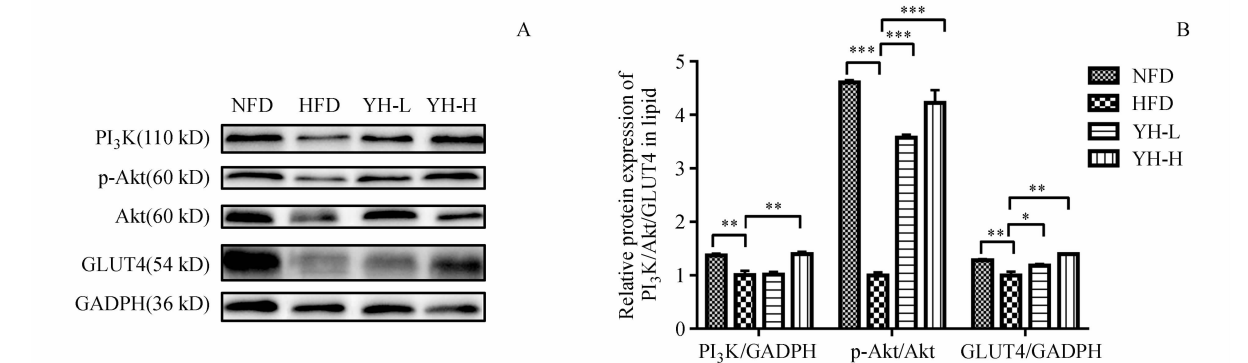 A
NFD HFD YH-L YH-H
PI3K(110 kD)
p-Akt(60 kD)
Akt(60 kD)
GLUT4(54 kD)
GADPH(36 kD)
B
Relative protein expression of
PI3K/Akt/GLUT4 in lipid
5
4
3
2
1
0
** **
*** *** ***
** * **
PI3K/GADPH p-Akt/Akt GLUT4/GADPH
NFD
HFD
YH-L
YH-H